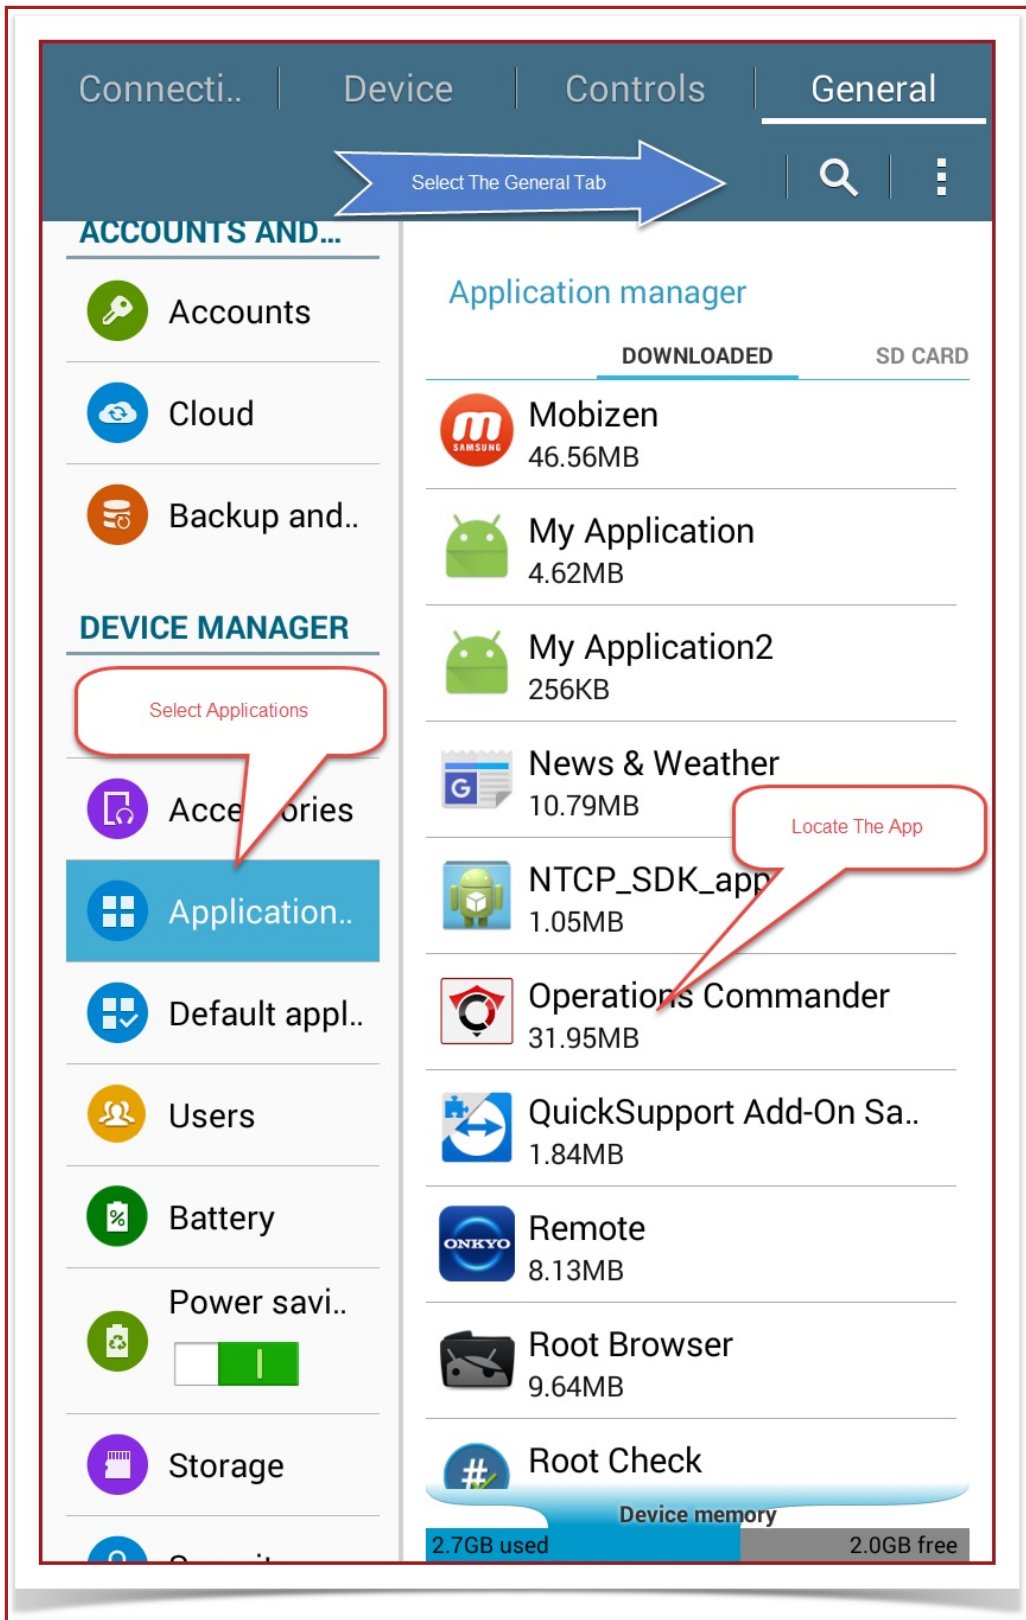 Connecti..
Device
Controls
General
Select The General Tab
ACCOUNTS AND...
Accounts
Cloud
Backup and..
DEVICE MANAGER
Select Applications
Accessories
Application..
Default appl..
Users
Battery
Power savi..
Storage
Application manager
DOWNLOADED
SD CARD
SAMSUNG
Mobizen
46.56MB
My Application
4.62MB
My Application2
256KB
G
News & Weather
10.79MB
Locate The App
NTCP_SDK_app
1.05MB
Operations Commander
31.95MB
QuickSupport Add-On Sa..
1.84MB
ONKYO
Remote
8.13MB
Root Browser
9.64MB
#
Root Check
Device memory
2.7GB used
2.0GB free